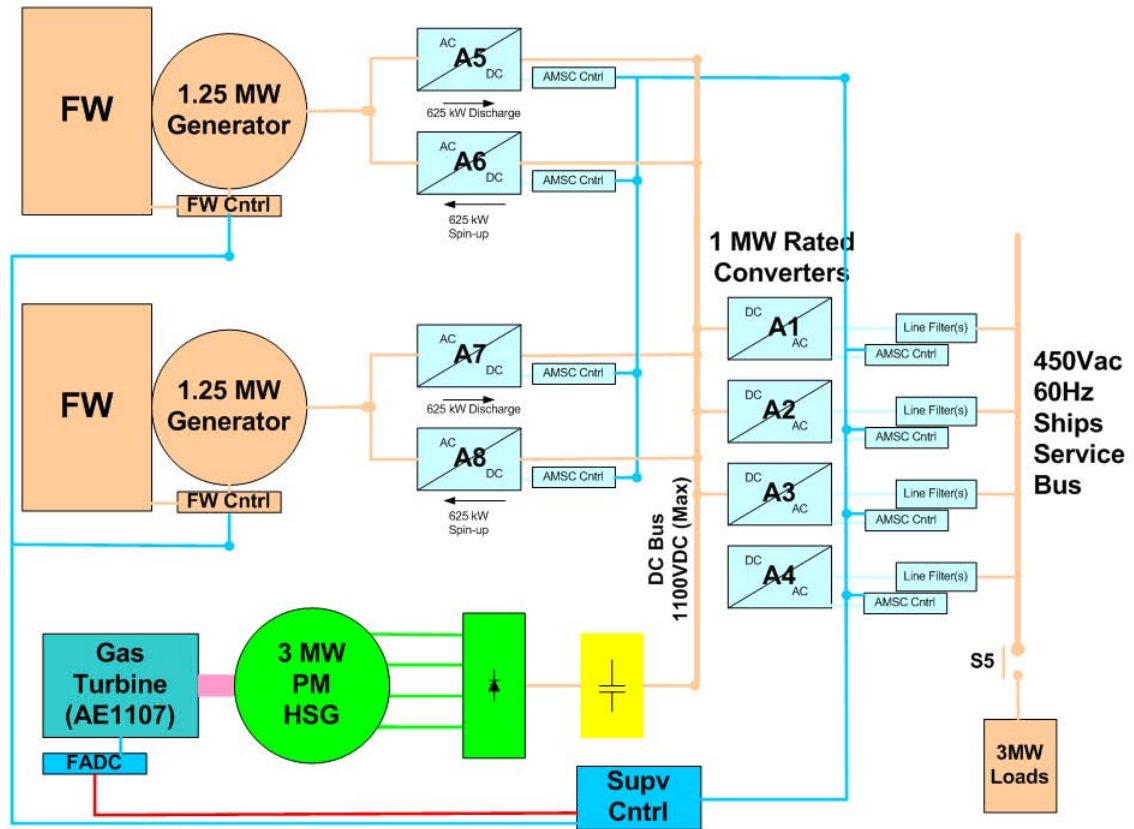 FW
1.25 MW
Generator
FW Cntrl
AC
A5
DC
AMSC Cntrl
625 kW Discharge
AC
A6
DC
AMSC Cntrl
625 kW
Spin-up
FW
1.25 MW
Generator
FW Cntrl
AC
A7
DC
AMSC Cntrl
625 kW Discharge
AC
A8
DC
AMSC Cntrl
625 kW
Spin-up
DC Bus
1100VDC (Max)
1 MW Rated
Converters
DC
A1
AC
Line Filter(s)
AMSC Cntrl
DC
A2
AC
Line Filter(s)
AMSC Cntrl
DC
A3
AC
Line Filter(s)
AMSC Cntrl
DC
A4
AC
Line Filter(s)
AMSC Cntrl
450Vac
60Hz
Ships
Service
Bus
S5
3MW
Loads
Gas
Turbine
(AE1107)
FADC
3 MW
PM
HSG
Supv
Cntrl